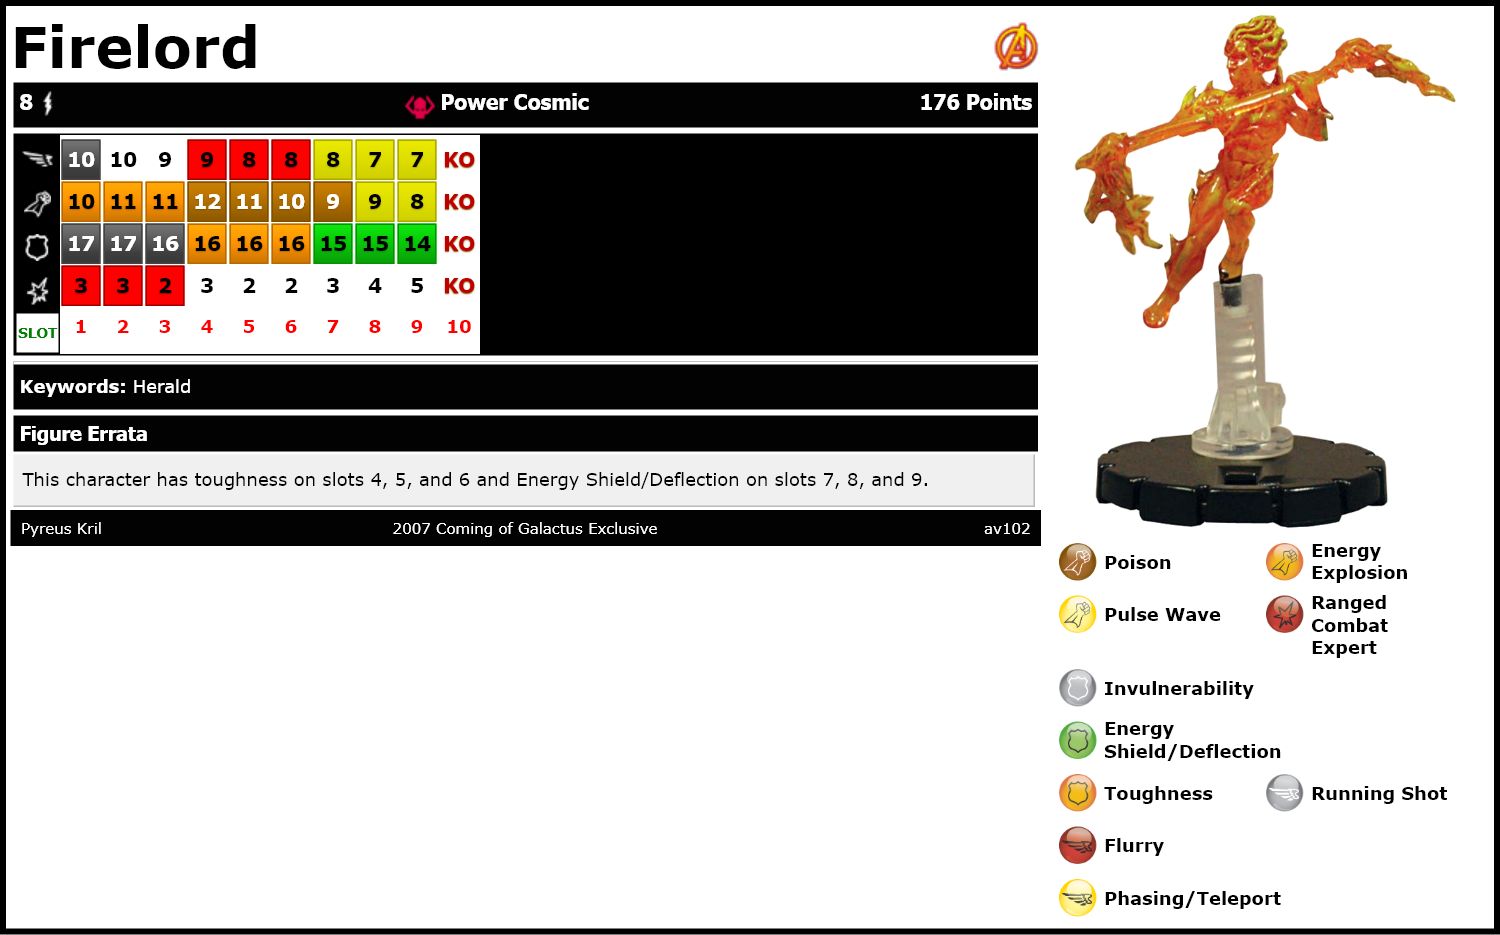 Firelord
8 Power Cosmic 176 Points
10 10 9 9 8 8 8 7 7 KO
10 11 11 12 11 10 9 9 8 KO
17 17 16 16 16 16 15 15 14 KO
3 3 2 3 2 2 3 4 5 KO
SLOT 1 2 3 4 5 6 7 8 9 10
Keywords: Herald
Figure Errata
This character has toughness on slots 4, 5, and 6 and Energy Shield/Deflection on slots 7, 8, and 9.
Pyreus Kril 2007 Coming of Galactus Exclusive av102
Poison
Energy
Explosion
Pulse Wave
Ranged
Combat
Expert
Invulnerability
Energy
Shield/Deflection
Toughness
Running Shot
Flurry
Phasing/Teleport